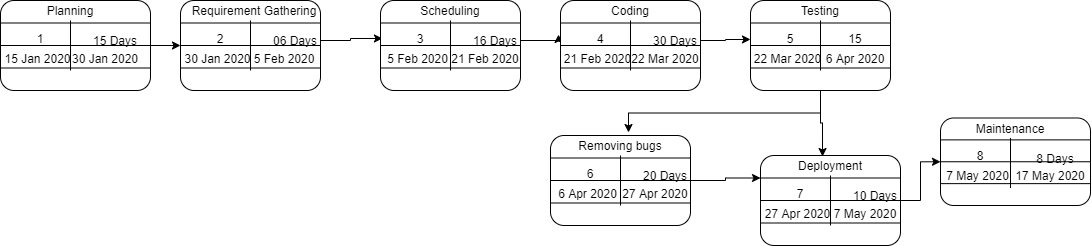 Planning
1 15 Days
15 Jan 2020 30 Jan 2020
Requirement Gathering
2 06 Days
30 Jan 2020 5 Feb 2020
Scheduling
3 16 Days
5 Feb 2020 21 Feb 2020
Coding
4 30 Days
21 Feb 2020 22 Mar 2020
Testing
5 15
22 Mar 2020 6 Apr 2020
Removing bugs
6 20 Days
6 Apr 2020 27 Apr 2020
Deployment
7 10 Days
27 Apr 2020 7 May 2020
Maintenance
8 8 Days
7 May 2020 17 May 2020